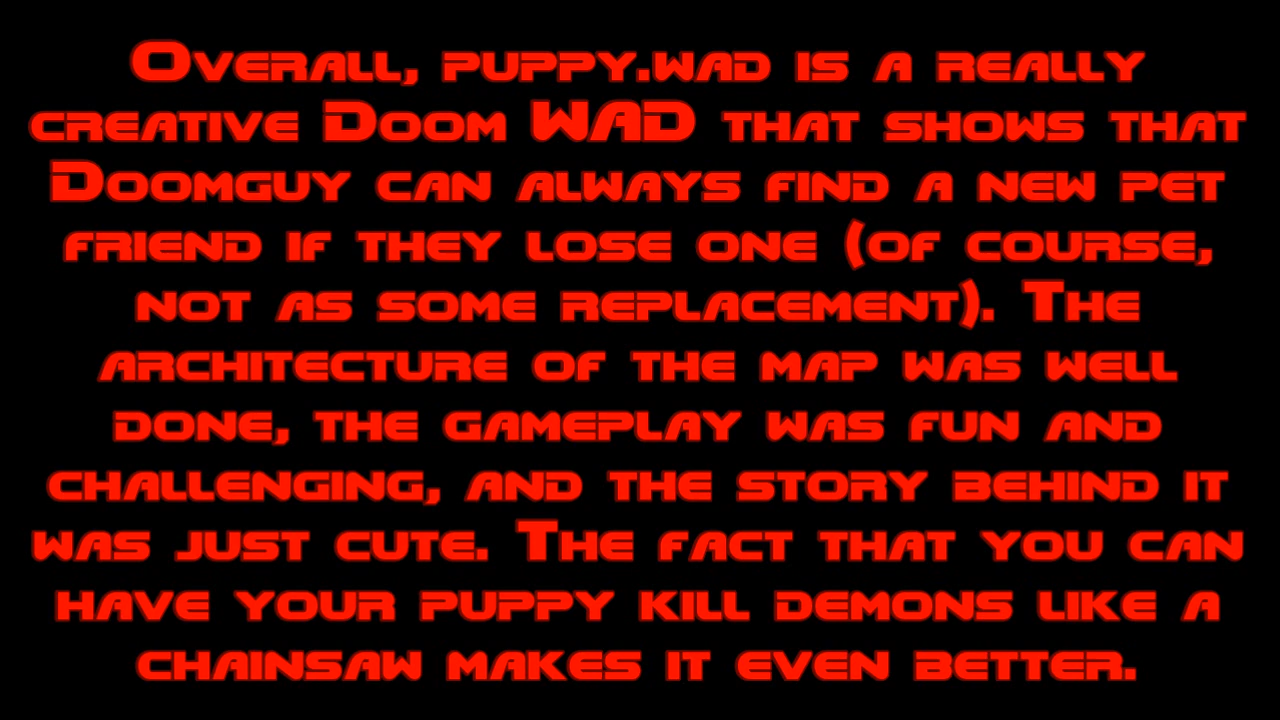 Overall, puppy.wad is a really
creative Doom WAD that shows that
Doomguy can always find a new pet
friend if they lose one (of course,
not as some replacement). The
architecture of the map was well
done, the gameplay was fun and
challenging, and the story behind it
was just cute. The fact that you can
have your puppy kill demons like a
chainsaw makes it even better.